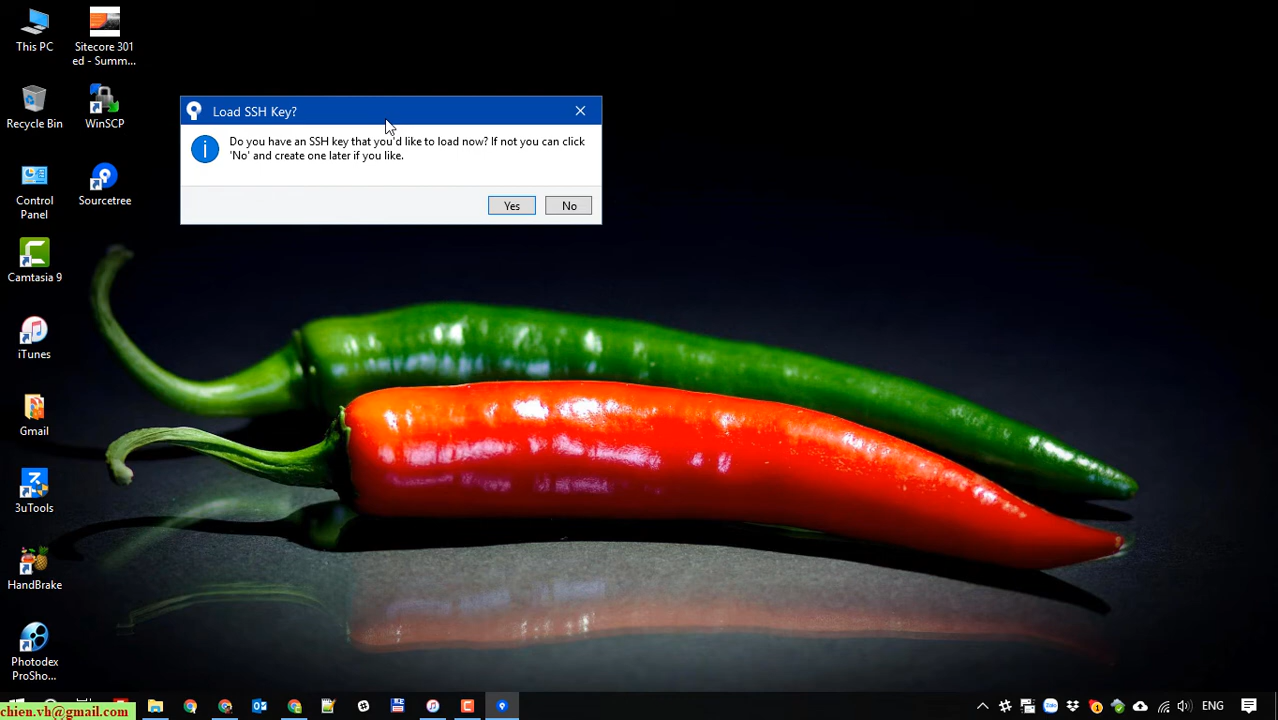 This PC
Sitecore 301
ed - Summ...
Recycle Bin
WinSCP
Control
Panel
Sourcetree
Camtasia 9
iTunes
Gmail
3uTools
HandBrake
Photodex
ProSho...
Load SSH Key?
Do you have an SSH key that you'd like to load now? If not you can click
'No' and create one later if you like.
Yes
No
chien.vh@gmail.com
Zalo
1
ENG